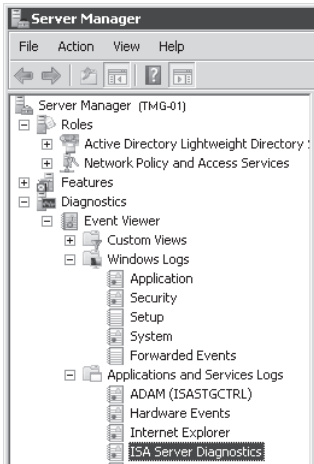 Server Manager
File Action View Help
Server Manager (TMG-01)
Roles
Active Directory Lightweight Directory
Network Policy and Access Services
Features
Diagnostics
Event Viewer
Custom Views
Windows Logs
Application
Security
Setup
System
Forwarded Events
Applications and Services Logs
ADAM (ISASTGCTRL)
Hardware Events
Internet Explorer
ISA Server Diagnostics